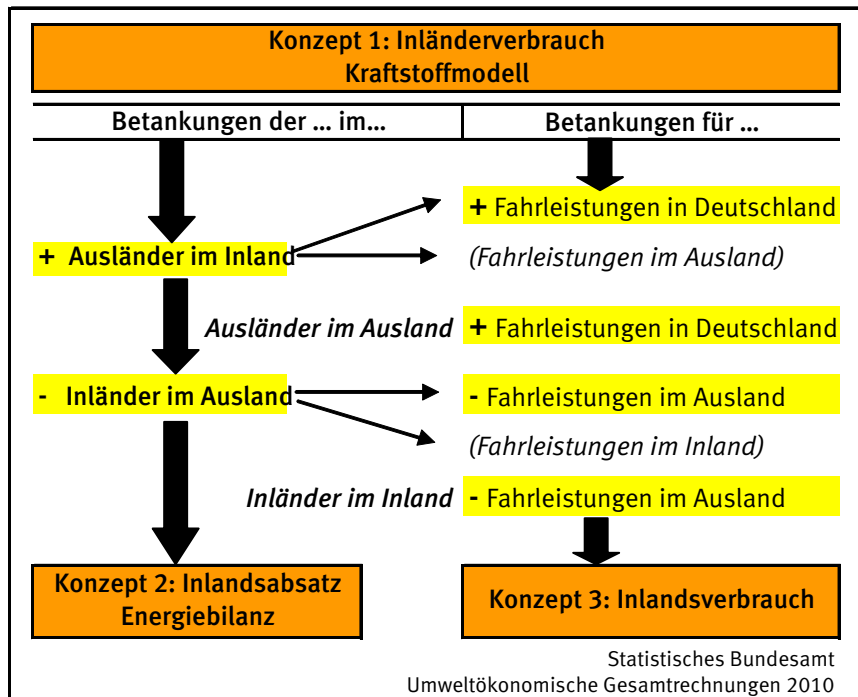 Konzept 1: Inländerverbrauch
Kraftstoffmodell
Betankungen der ... im...
Betankungen für ...
+ Fahrleistungen in Deutschland
+ Ausländer im Inland
(Fahrleistungen im Ausland)
Ausländer im Ausland
+ Fahrleistungen in Deutschland
- Inländer im Ausland
- Fahrleistungen im Ausland
(Fahrleistungen im Inland)
Inländer im Inland
- Fahrleistungen im Ausland
Konzept 2: Inlandsabsatz
Energiebilanz
Konzept 3: Inlandsverbrauch
Statistisches Bundesamt
Umweltökonomische Gesamtrechnungen 2010